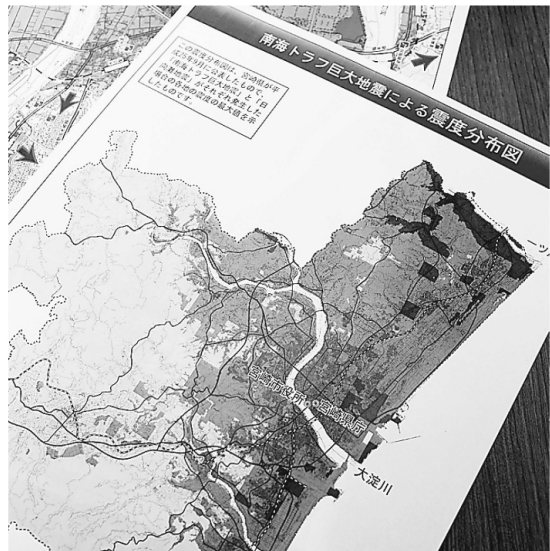 南海トラフ巨大地震による震度分布図
この震度分布図は、宮崎県が平
成25年9月に公表したもので、
「南海トラフ巨大地震」と「日
向灘地震」がそれぞれ発生した
場合の各地の震度の最大値を示
したものです。
宮崎市役所
宮崎県庁
大淀川